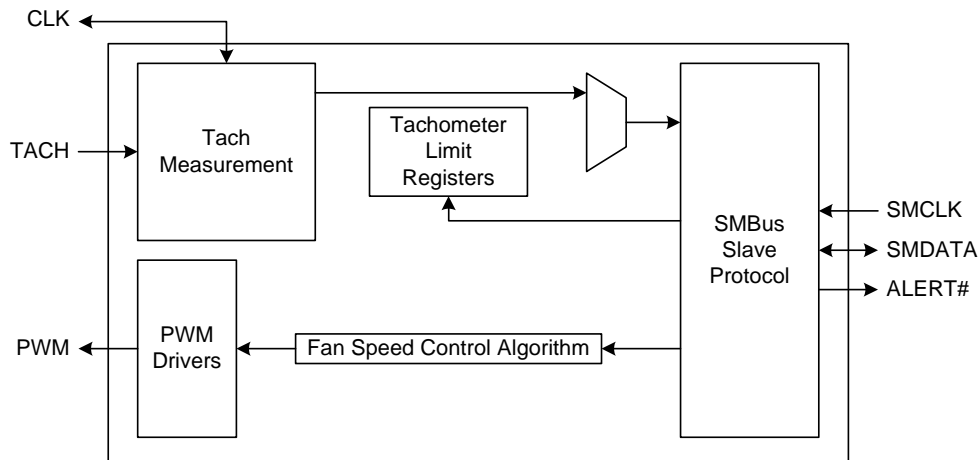 CLK
TACH
Tach
Measurement
Tachometer
Limit
Registers
SMBus
Slave
Protocol
SMCLK
SMDATA
ALERT#
PWM
PWM
Drivers
Fan Speed Control Algorithm